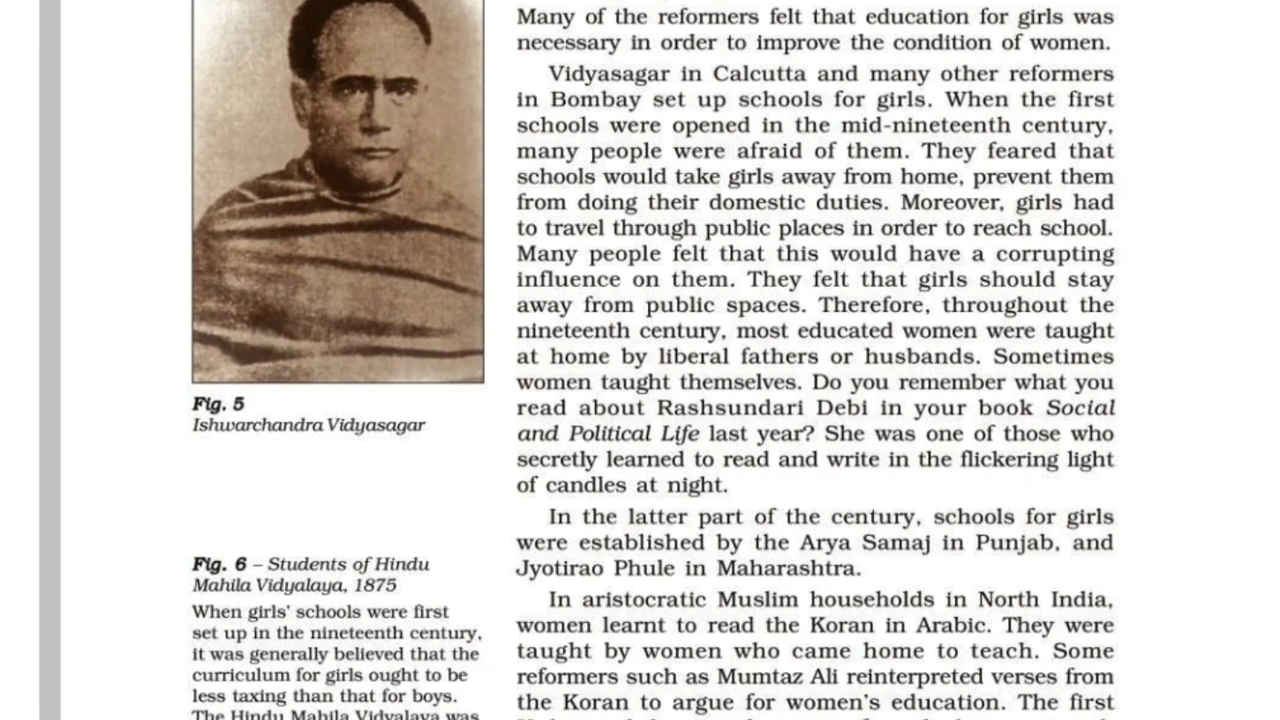 Many of the reformers felt that education for girls was
necessary in order to improve the condition of women.
Vidyasagar in Calcutta and many other reformers
in Bombay set up schools for girls. When the first
schools were opened in the mid-nineteenth century,
many people were afraid of them. They feared that
schools would take girls away from home, prevent them
from doing their domestic duties. Moreover, girls had
to travel through public places in order to reach school.
Many people felt that this would have a corrupting
influence on them. They felt that girls should stay
away from public spaces. Therefore, throughout the
nineteenth century, most educated women were taught
at home by liberal fathers or husbands. Sometimes
women taught themselves. Do you remember what you
read about Rashsundari Debi in your book Social
and Political Life last year? She was one of those who
secretly learned to read and write in the flickering light
of candles at night.
In the latter part of the century, schools for girls
were established by the Arya Samaj in Punjab, and
Jyotirao Phule in Maharashtra.
In aristocratic Muslim households in North India,
women learnt to read the Koran in Arabic. They were
taught by women who came home to teach. Some
reformers such as Mumtaz Ali reinterpreted verses from
the Koran to argue for women's education. The first
Fig. 5
Ishwarchandra Vidyasagar
Fig. 6 – Students of Hindu
Mahila Vidyalaya, 1875
When girls' schools were first
set up in the nineteenth century,
it was generally believed that the
curriculum for girls ought to be
less taxing than that for boys.
The Hindu Mahila Vidyalaya was